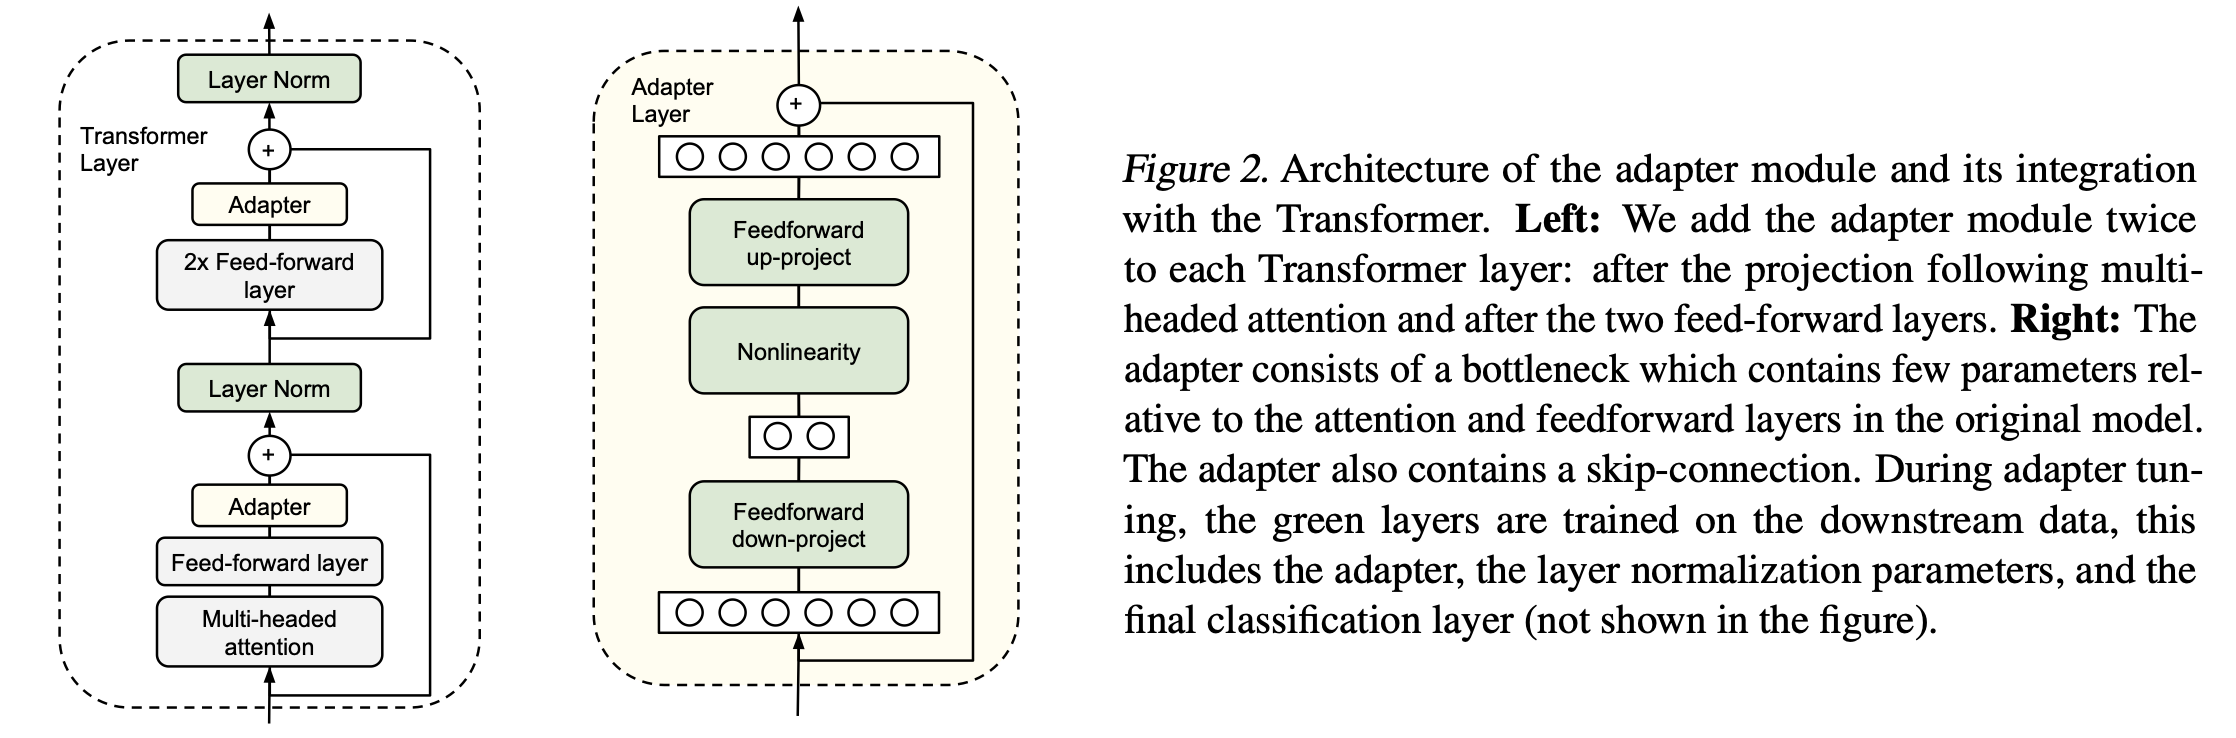 Layer Norm
Transformer
Layer
+
Adapter
2x Feed-forward
layer
Layer Norm
+
Adapter
Feed-forward layer
Multi-headed
attention
Adapter
Layer
+
Feedforward
up-project
Nonlinearity
Feedforward
down-project
Figure 2. Architecture of the adapter module and its integration
with the Transformer. Left: We add the adapter module twice
to each Transformer layer: after the projection following multi-
headed attention and after the two feed-forward layers. Right: The
adapter consists of a bottleneck which contains few parameters rel-
ative to the attention and feedforward layers in the original model.
The adapter also contains a skip-connection. During adapter tun-
ing, the green layers are trained on the downstream data, this
includes the adapter, the layer normalization parameters, and the
final classification layer (not shown in the figure).